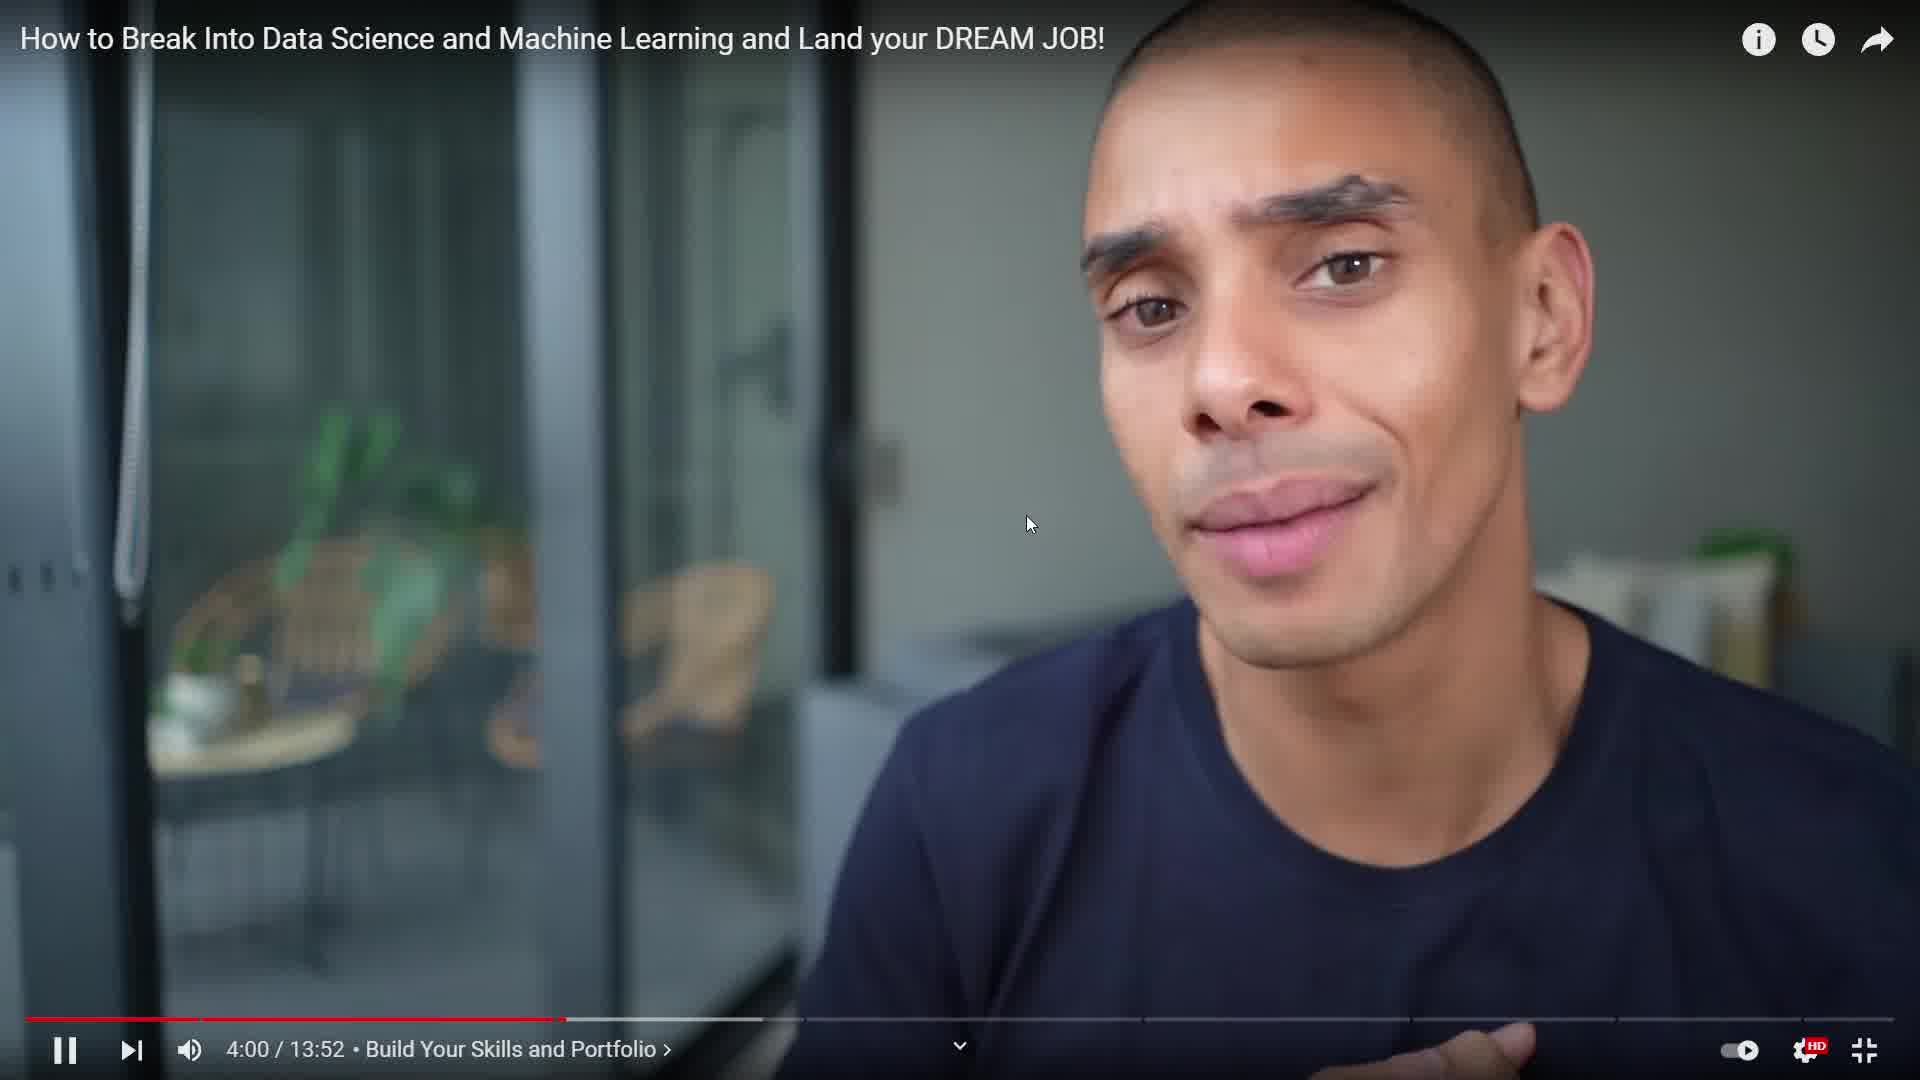 How to Break Into Data Science and Machine Learning and Land your DREAM JOB!
4:00 / 13:52 • Build Your Skills and Portfolio >
HD